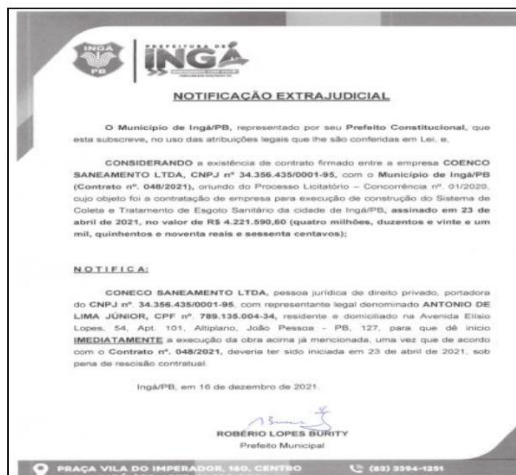 INGÁ
PB
PREFEITURA DE
INGÁ
NOTIFICAÇÃO EXTRAJUDICIAL
O Município de Ingá/PB, representado por seu Prefeito Constitucional, que
esta subscreve, no uso das atribuições legais que lhe são conferidas em Lei, e,
CONSIDERANDO a existência de contrato firmado entre a empresa COENCO
SANEAMENTO LTDA, CNPJ nº 34.356.435/0001-95, com o Município de Ingá/PB
(Contrato nº. 048/2021), oriundo do Processo Licitatório – Concorrência nº. 01/2020,
cujo objeto foi a contratação de empresa para execução de construção do Sistema de
Coleta e Tratamento de Esgoto Sanitário da cidade de Ingá/PB, assinado em 23 de
abril de 2021, no valor de R$ 4.221.590,60 (quatro milhões, duzentos e vinte e um
mil, quinhentos e noventa reais e sessenta centavos);
NOTIFICA:
CONECO SANEAMENTO LTDA, pessoa jurídica de direito privado, portadora
do CNPJ nº. 34.356.435/0001-95, com representante legal denominado ANTONIO DE
LIMA JÚNIOR, CPF nº. 789.135.004-34, residente e domiciliado na Avenida Elísio
Lopes, 54, Apt. 101, Altiplano, João Pessoa - PB, 127, para que dê início
IMEDIATAMENTE a execução da obra acima já mencionada, uma vez que de acordo
com o Contrato nº. 048/2021, deveria ter sido iniciada em 23 de abril de 2021, sob
pena de rescisão contratual.
Ingá/PB, em 16 de dezembro de 2021.
ROBÉRIO LOPES BURITY
Prefeito Municipal
PRAÇA VILA DO IMPERADOR, 160, CENTRO
(83) 3394-1251